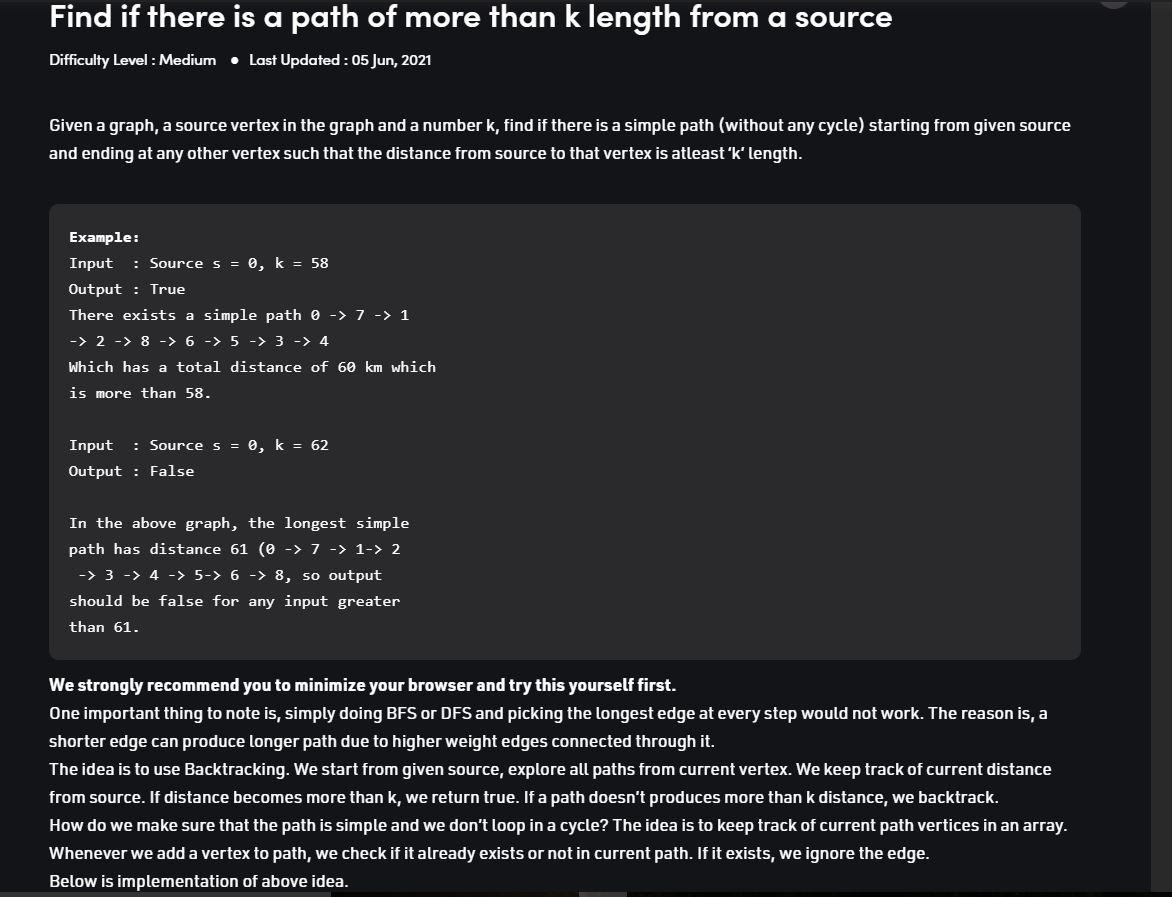 Find if there is a path of more than k length from a source
Difficulty Level : Medium ● Last Updated : 05 Jun, 2021
Given a graph, a source vertex in the graph and a number k, find if there is a simple path (without any cycle) starting from given source
and ending at any other vertex such that the distance from source to that vertex is atleast ‘k’ length.
Example:
Input  : Source s = 0, k = 58
Output : True
There exists a simple path 0 -> 7 -> 1
-> 2 -> 8 -> 6 -> 5 -> 3 -> 4
Which has a total distance of 60 km which
is more than 58.
Input  : Source s = 0, k = 62
Output : False
In the above graph, the longest simple
path has distance 61 (0 -> 7 -> 1-> 2
 -> 3 -> 4 -> 5-> 6 -> 8, so output
should be false for any input greater
than 61.
We strongly recommend you to minimize your browser and try this yourself first.
One important thing to note is, simply doing BFS or DFS and picking the longest edge at every step would not work. The reason is, a
shorter edge can produce longer path due to higher weight edges connected through it.
The idea is to use Backtracking. We start from given source, explore all paths from current vertex. We keep track of current distance
from source. If distance becomes more than k, we return true. If a path doesn’t produces more than k distance, we backtrack.
How do we make sure that the path is simple and we don’t loop in a cycle? The idea is to keep track of current path vertices in an array.
Whenever we add a vertex to path, we check if it already exists or not in current path. If it exists, we ignore the edge.
Below is implementation of above idea.